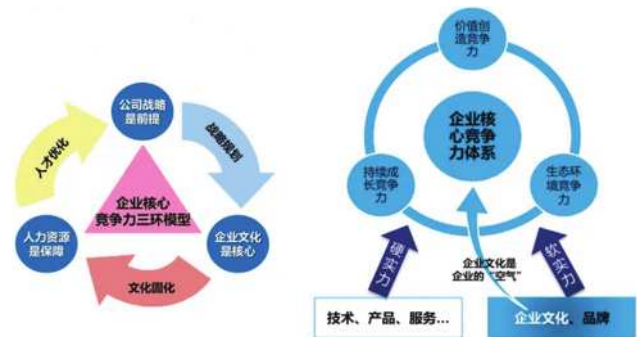 公司战略
是前提
人才优化
战略规划
企业核心
竞争力三环模型
人力资源
是保障
企业文化
是核心
文化固化
价值创
造竞争
力
企业核
心竞争
力体系
持续成
长竞争
力
生态环
境竞争
力
硬实力
企业文化是
企业的“空气”
软实力
技术、产品、服务...
企业文化、品牌